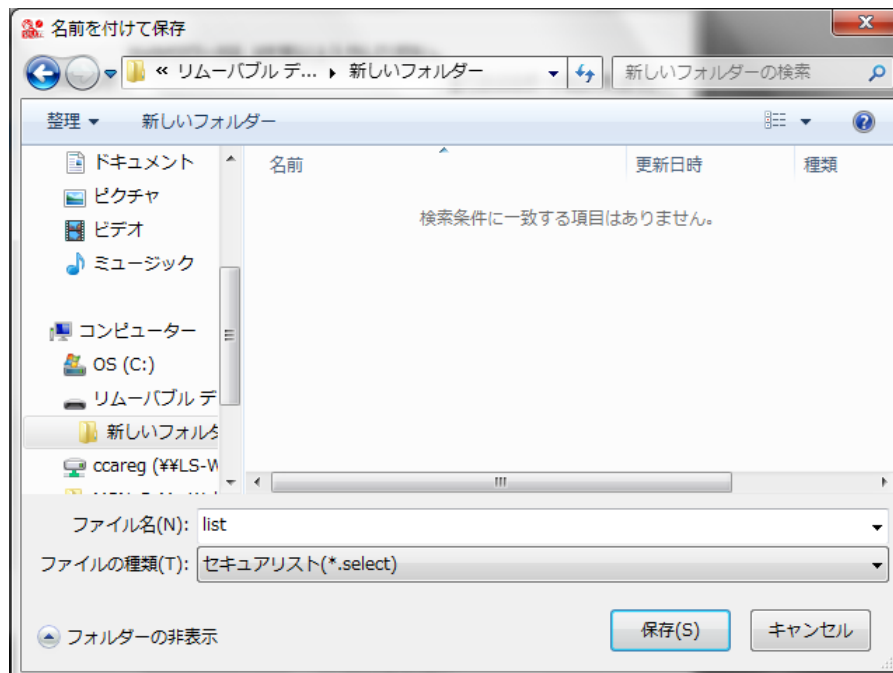 名前を付けて保存
« リムーバブル デ... ▸ 新しいフォルダー
新しいフォルダーの検索
整理 ▼ 新しいフォルダー
名前 更新日時 種類
検索条件に一致する項目はありません。
ドキュメント
ピクチャ
ビデオ
ミュージック
コンピューター
OS (C:)
リムーバブル デ
新しいフォルダ
ccareg (¥¥LS-W
ファイル名(N): list
ファイルの種類(T): セキュアリスト(*.select)
フォルダーの非表示
保存(S)
キャンセル